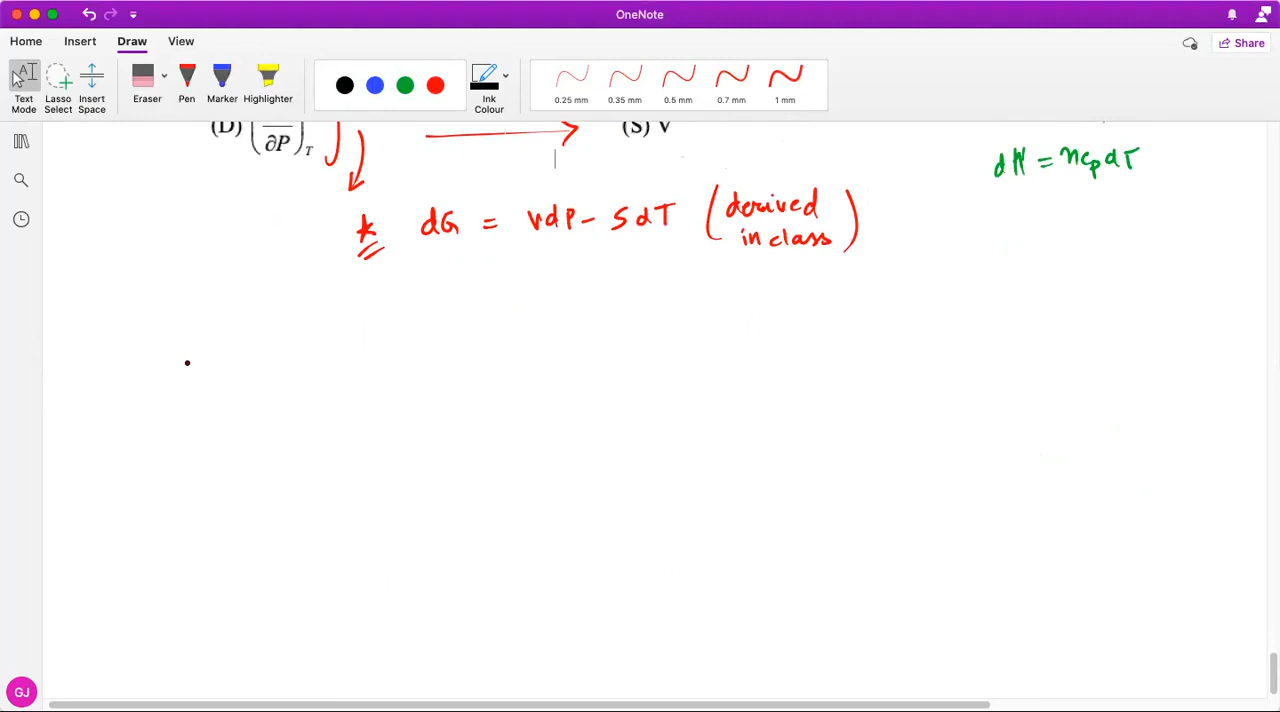 OneNote
Home Insert Draw View
Share
Text Mode
Lasso Select
Insert Space
Eraser
Pen
Marker
Highlighter
Ink Colour
0.25 mm 0.35 mm 0.5 mm 0.7 mm 1 mm
(D) (∂P)T (S) V
dH = ncpdT
* dG = VdP - SdT (derived in class)
GJ